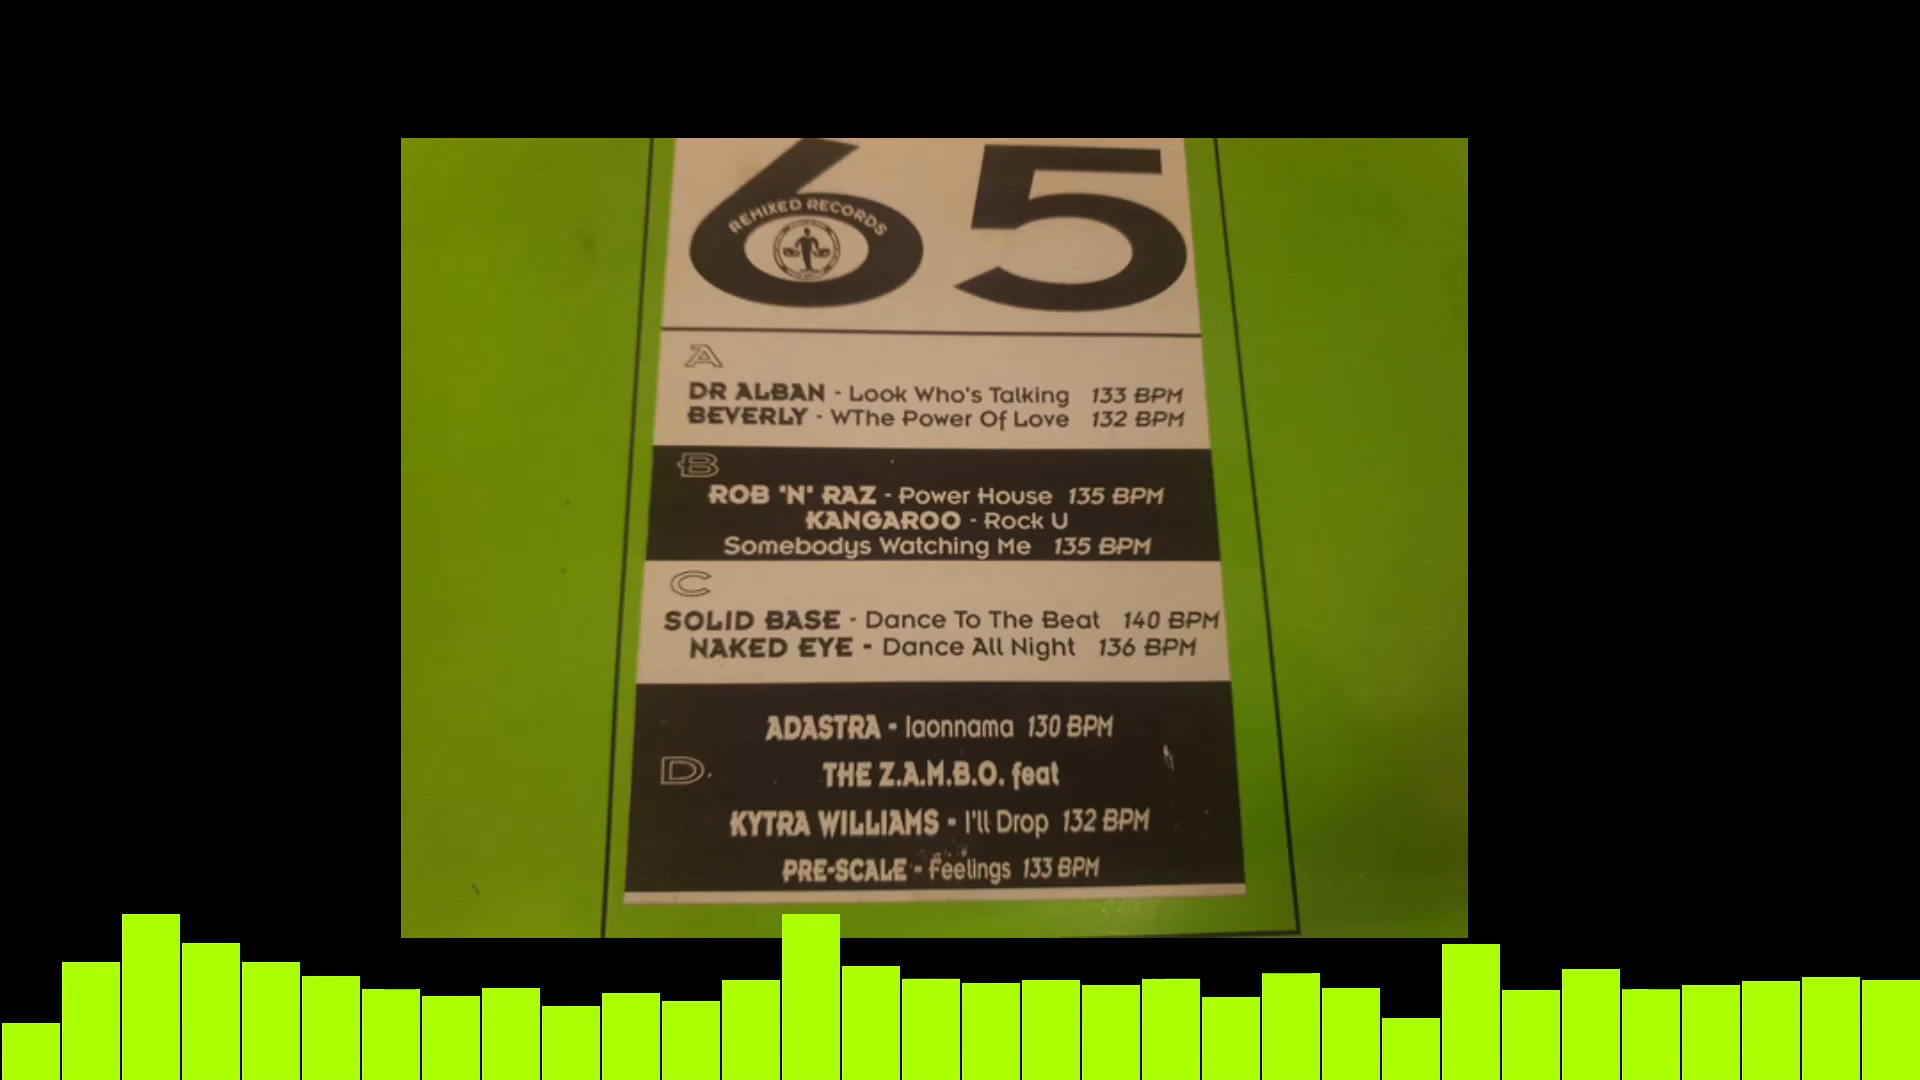 65
REMIXED RECORDS
A
DR ALBAN - Look Who's Talking 133 BPM
BEVERLY - WThe Power Of Love 132 BPM
B
ROB 'N' RAZ - Power House 135 BPM
KANGAROO - Rock U
Somebodys Watching Me 135 BPM
C
SOLID BASE - Dance To The Beat 140 BPM
NAKED EYE - Dance All Night 136 BPM
ADASTRA - Iaonnama 130 BPM
D.
THE Z.A.M.B.O. feat
KYTRA WILLIAMS - I'll Drop 132 BPM
PRE-SCALE - Feelings 133 BPM